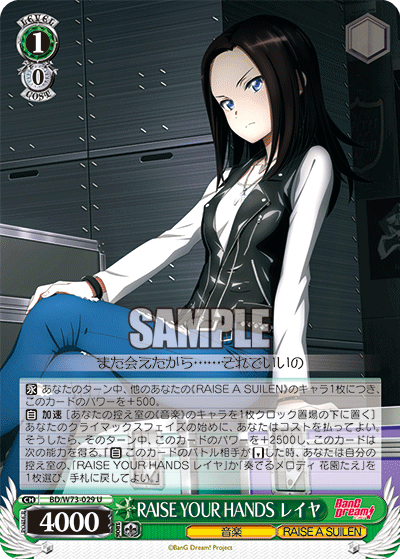 LEVEL
1
0
COST
SAMPLE
また会えたから……それでいいの
永 あなたのターン中、他のあなたの《RAISE A SUILEN》のキャラ1枚につき、
このカードのパワーを+500。
自 加速 [あなたの控え室の《音楽》のキャラを1枚クロック置場の下に置く]
あなたのクライマックスフェイズの始めに、あなたはコストを払ってよい。
そうしたら、そのターン中、このカードのパワーを+2500し、このカードは
次の能力を得る。『自 このカードのバトル相手が した時、あなたは自分の
控え室の、「RAISE YOUR HANDS レイヤ」か「奏でるメロディ 花園たえ」を
1枚選び、手札に戻してよい。』
CH BD/W73-029 U
RAISE YOUR HANDS レイヤ
BanG Dream!
4000
音楽
RAISE A SUILEN
©BanG Dream! Project